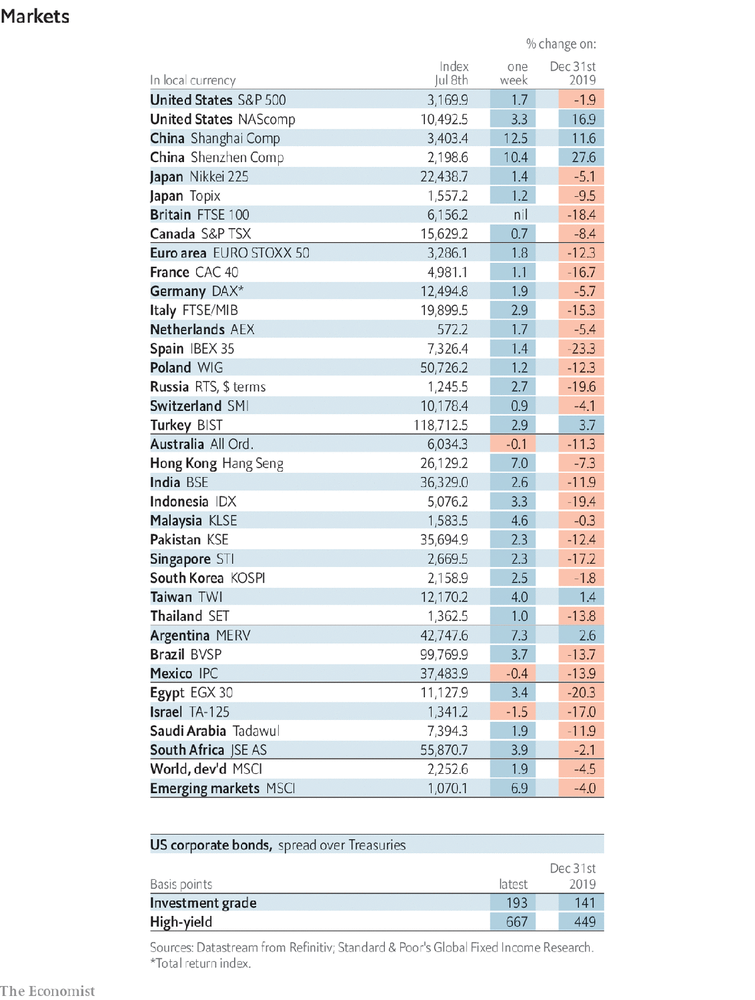 Markets
% change on:
Index one Dec 31st
In local currency Jul 8th week 2019
United States S&P 500 3,169.9 1.7 -1.9
United States NAScomp 10,492.5 3.3 16.9
China Shanghai Comp 3,403.4 12.5 11.6
China Shenzhen Comp 2,198.6 10.4 27.6
Japan Nikkei 225 22,438.7 1.4 -5.1
Japan Topix 1,557.2 1.2 -9.5
Britain FTSE 100 6,156.2 nil -18.4
Canada S&P TSX 15,629.2 0.7 -8.4
Euro area EURO STOXX 50 3,286.1 1.8 -12.3
France CAC 40 4,981.1 1.1 -16.7
Germany DAX* 12,494.8 1.9 -5.7
Italy FTSE/MIB 19,899.5 2.9 -15.3
Netherlands AEX 572.2 1.7 -5.4
Spain IBEX 35 7,326.4 1.4 -23.3
Poland WIG 50,726.2 1.2 -12.3
Russia RTS, $ terms 1,245.5 2.7 -19.6
Switzerland SMI 10,178.4 0.9 -4.1
Turkey BIST 118,712.5 2.9 3.7
Australia All Ord. 6,034.3 -0.1 -11.3
Hong Kong Hang Seng 26,129.2 7.0 -7.3
India BSE 36,329.0 2.6 -11.9
Indonesia IDX 5,076.2 3.3 -19.4
Malaysia KLSE 1,583.5 4.6 -0.3
Pakistan KSE 35,694.9 2.3 -12.4
Singapore STI 2,669.5 2.3 -17.2
South Korea KOSPI 2,158.9 2.5 -1.8
Taiwan TWI 12,170.2 4.0 1.4
Thailand SET 1,362.5 1.0 -13.8
Argentina MERV 42,747.6 7.3 2.6
Brazil BVSP 99,769.9 3.7 -13.7
Mexico IPC 37,483.9 -0.4 -13.9
Egypt EGX 30 11,127.9 3.4 -20.3
Israel TA-125 1,341.2 -1.5 -17.0
Saudi Arabia Tadawul 7,394.3 1.9 -11.9
South Africa JSE AS 55,870.7 3.9 -2.1
World, dev'd MSCI 2,252.6 1.9 -4.5
Emerging markets MSCI 1,070.1 6.9 -4.0
US corporate bonds, spread over Treasuries
Dec 31st
Basis points latest 2019
Investment grade 193 141
High-yield 667 449
Sources: Datastream from Refinitiv; Standard & Poor's Global Fixed Income Research.
*Total return index.
The Economist